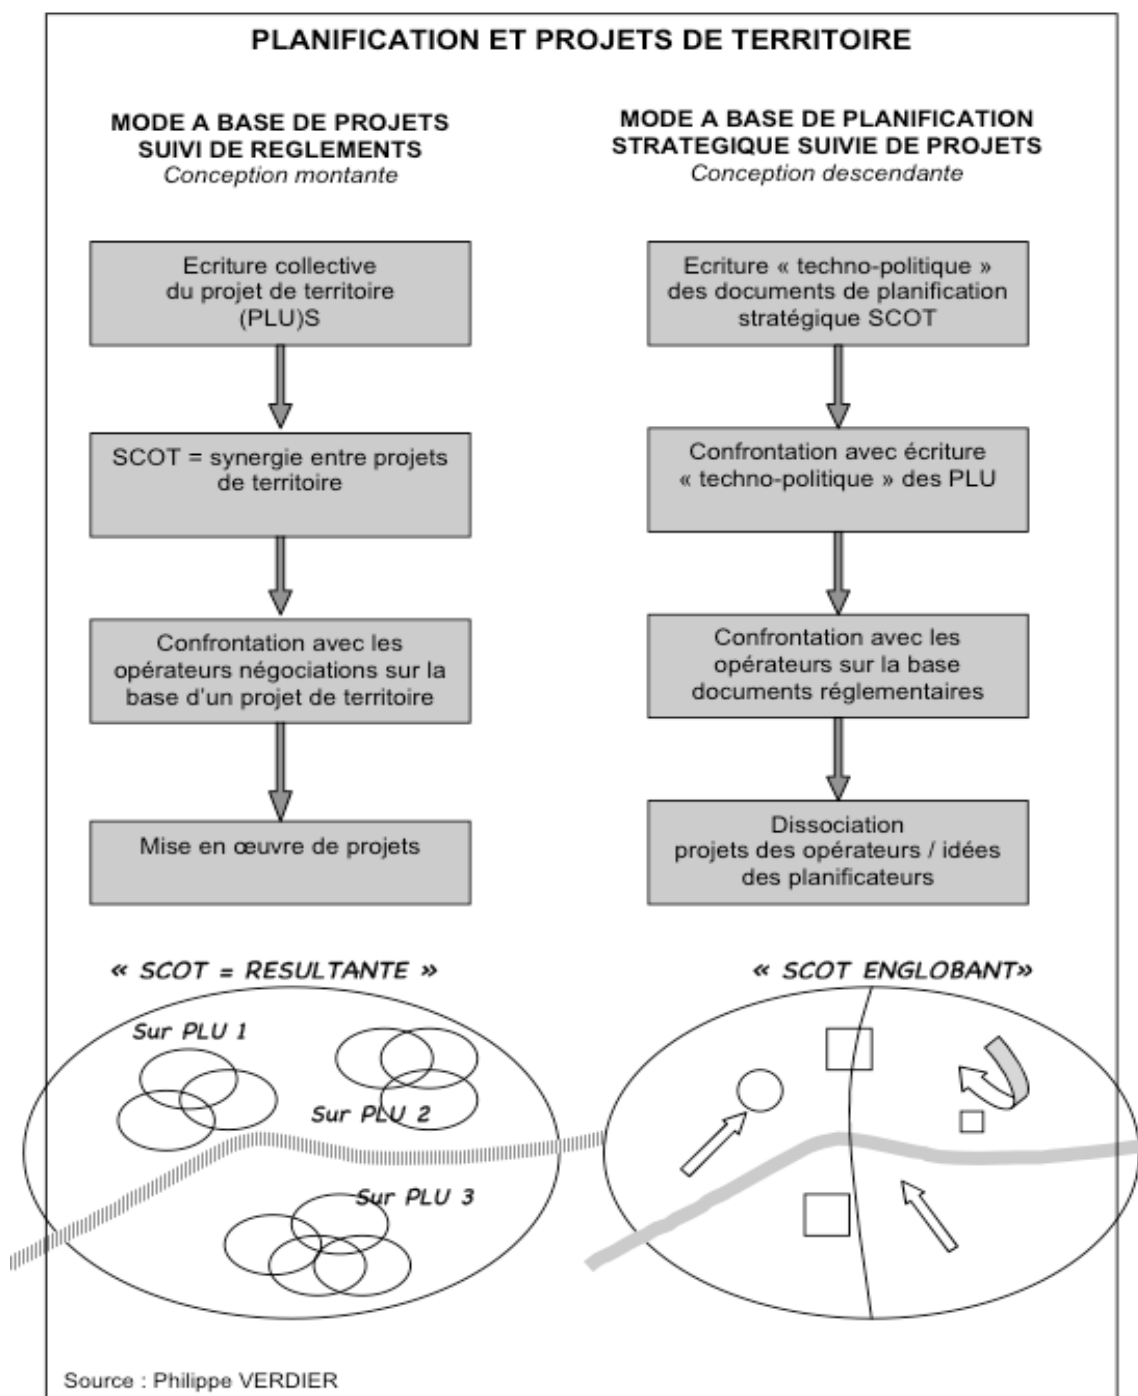 PLANIFICATION ET PROJETS DE TERRITOIRE
MODE A BASE DE PROJETS
SUIVI DE REGLEMENTS
Conception montante
Ecriture collective
du projet de territoire
(PLU)S
SCOT = synergie entre projets
de territoire
Confrontation avec les
opérateurs négociations sur la
base d'un projet de territoire
Mise en œuvre de projets
« SCOT = RESULTANTE »
Sur PLU 1
Sur PLU 2
Sur PLU 3
MODE A BASE DE PLANIFICATION
STRATEGIQUE SUIVIE DE PROJETS
Conception descendante
Ecriture « techno-politique »
des documents de planification
stratégique SCOT
Confrontation avec écriture
« techno-politique » des PLU
Confrontation avec les
opérateurs sur la base
documents réglementaires
Dissociation
projets des opérateurs / idées
des planificateurs
« SCOT ENGLOBANT»
Source : Philippe VERDIER